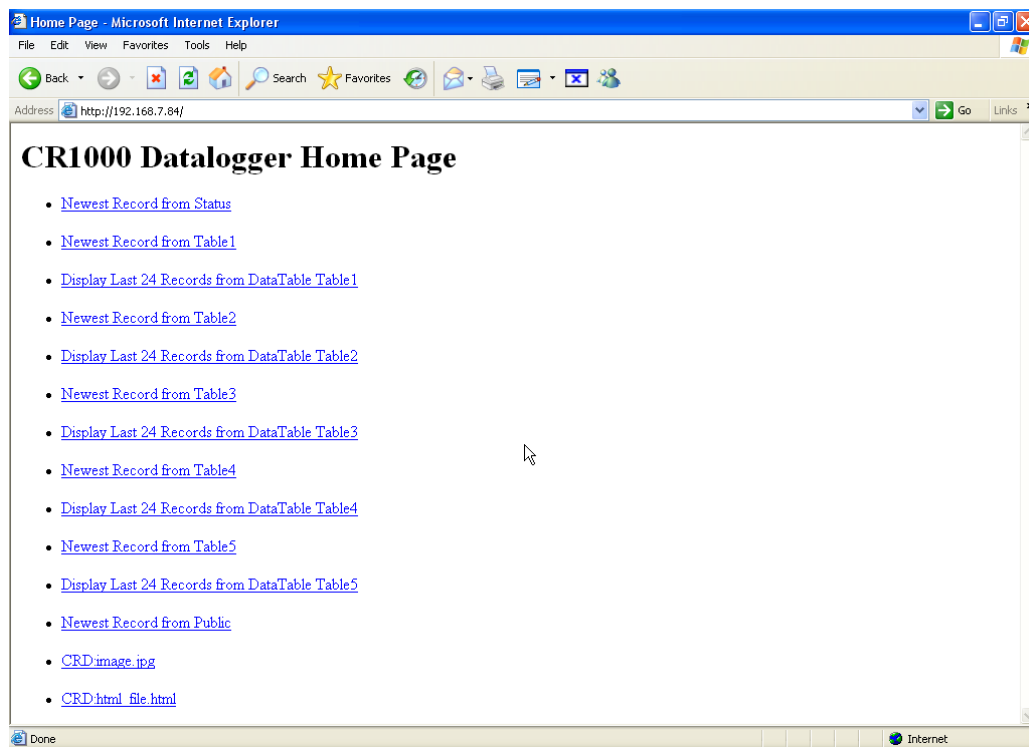 Home Page - Microsoft Internet Explorer
File Edit View Favorites Tools Help
Back Search Favorites
Address http://192.168.7.84/ Go Links
CR1000 Datalogger Home Page
Newest Record from Status
Newest Record from Table1
Display Last 24 Records from DataTable Table1
Newest Record from Table2
Display Last 24 Records from DataTable Table2
Newest Record from Table3
Display Last 24 Records from DataTable Table3
Newest Record from Table4
Display Last 24 Records from DataTable Table4
Newest Record from Table5
Display Last 24 Records from DataTable Table5
Newest Record from Public
CRD:image.jpg
CRD:html_file.html
Done Internet